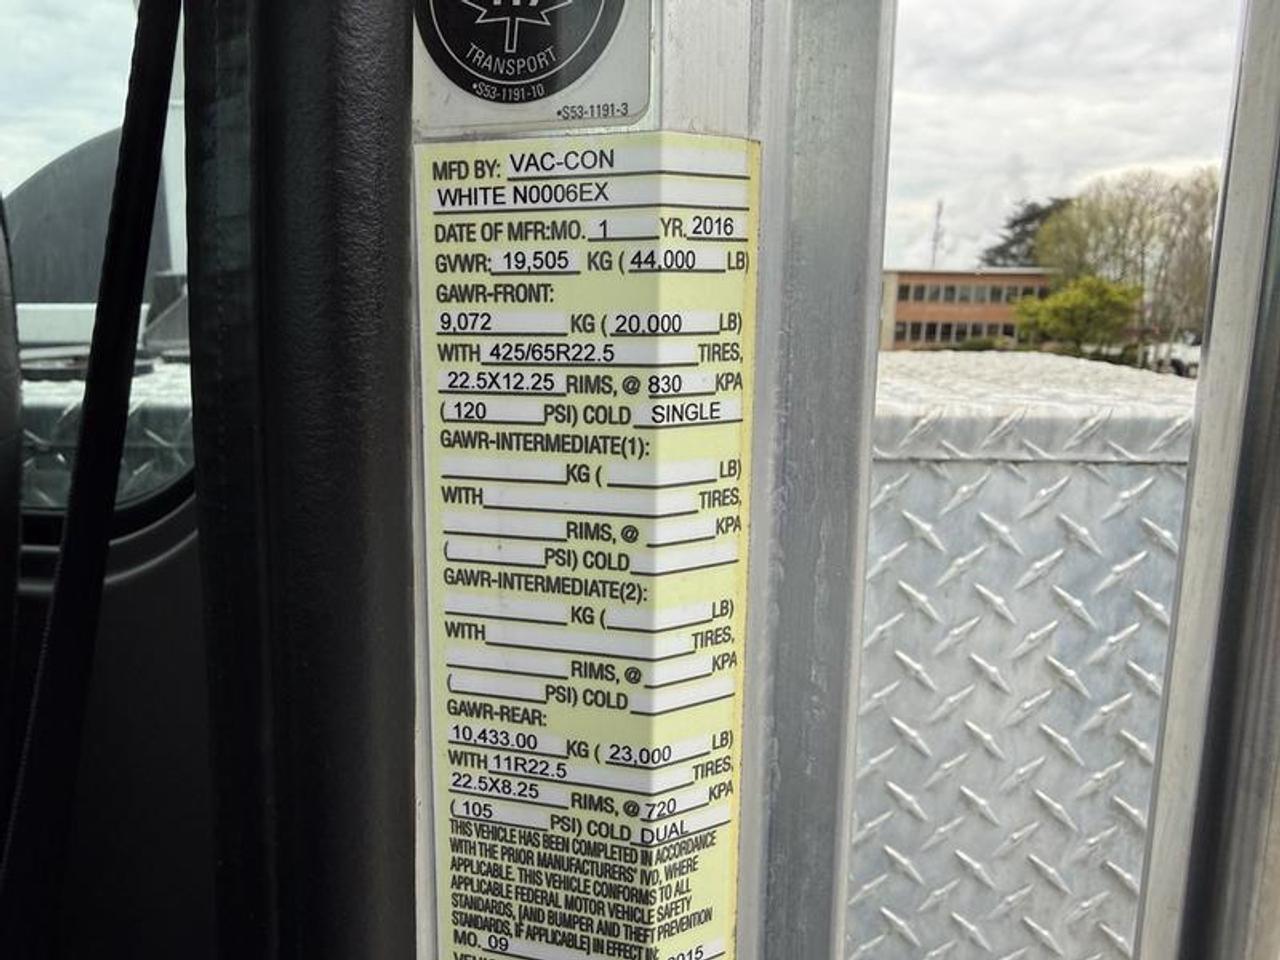 TRANSPORT
•S53-1191-10
•S53-1191-3
MFD BY: VAC-CON
WHITE N0006EX
DATE OF MFR:MO. 1 YR. 2016
GVWR: 19,505 KG ( 44,000 LB)
GAWR-FRONT:
9,072 KG ( 20,000 LB)
WITH 425/65R22.5 TIRES,
22.5X12.25 RIMS, @ 830 KPA
( 120 PSI) COLD SINGLE
GAWR-INTERMEDIATE(1):
KG ( LB)
WITH TIRES,
RIMS, @ KPA
( PSI) COLD
GAWR-INTERMEDIATE(2):
KG ( LB)
WITH TIRES,
RIMS, @ KPA
( PSI) COLD
GAWR-REAR:
10,433.00 KG ( 23,000 LB)
WITH 11R22.5 TIRES,
22.5X8.25 RIMS, @ 720 KPA
( 105 PSI) COLD DUAL
THIS VEHICLE HAS BEEN COMPLETED IN ACCORDANCE
WITH THE PRIOR MANUFACTURERS' IVD, WHERE
APPLICABLE. THIS VEHICLE CONFORMS TO ALL
APPLICABLE FEDERAL MOTOR VEHICLE SAFETY
STANDARDS, [AND BUMPER AND THEFT PREVENTION
STANDARDS, IF APPLICABLE] IN EFFECT IN:
MO. 09 2015